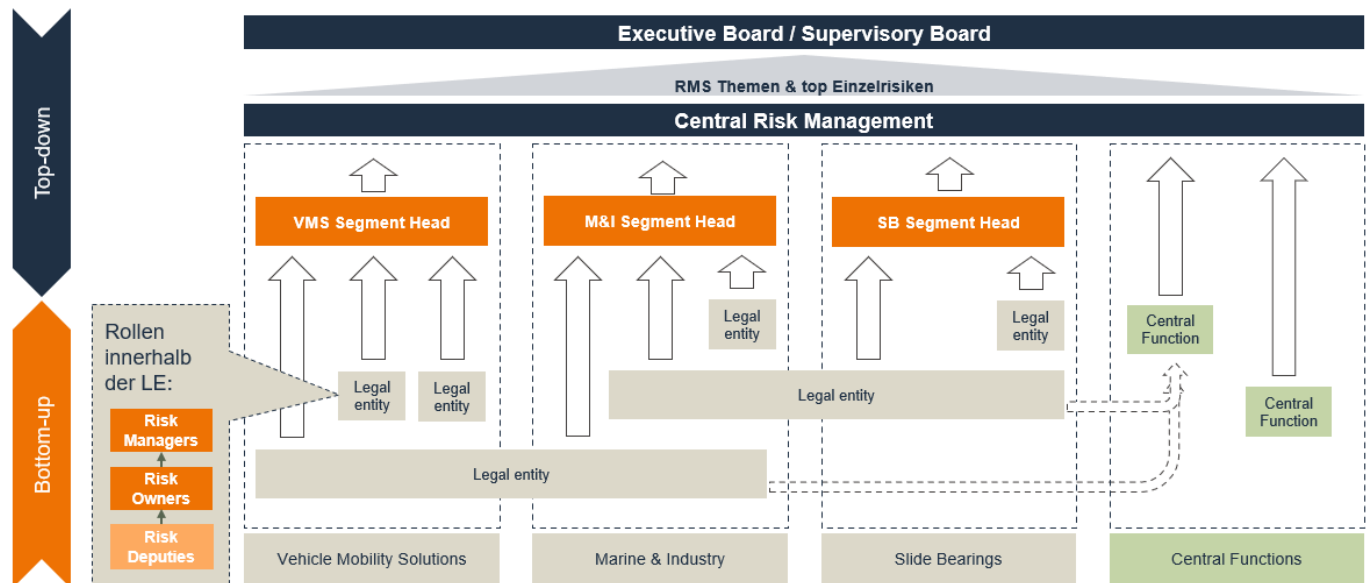 Top-down
Bottom-up
Executive Board / Supervisory Board
RMS Themen & top Einzelrisiken
Central Risk Management
VMS Segment Head
M&I Segment Head
SB Segment Head
Legal
entity
Legal
entity
Central
Function
Rollen
innerhalb
der LE:
Legal
entity
Legal
entity
Legal entity
Central
Function
Risk
Managers
Risk
Owners
Risk
Deputies
Legal entity
Vehicle Mobility Solutions
Marine & Industry
Slide Bearings
Central Functions